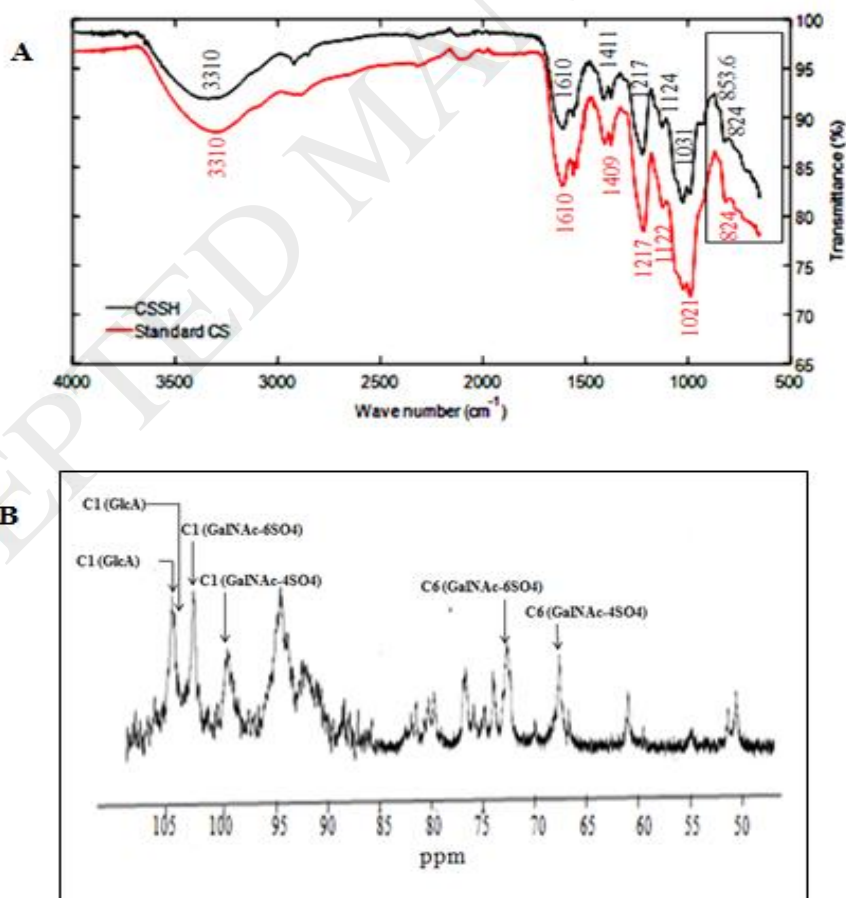 A
3310
1610
1411
1217
1124
1031
853.6
824
3310
1610
1409
1217
1122
1021
824
CSSH
Standard CS
100
95
90
85
80
75
70
65
Transmittance (%)
4000
3500
3000
2500
2000
1500
1000
500
Wave number (cm⁻¹)
EPTED MA
B
C1 (GlcA)
C1 (GalNAc-6SO4)
C1 (GlcA)
C1 (GalNAc-4SO4)
C6 (GalNAc-6SO4)
C6 (GalNAc-4SO4)
105 100 95 90 85 80 75 70 65 60 55 50
ppm